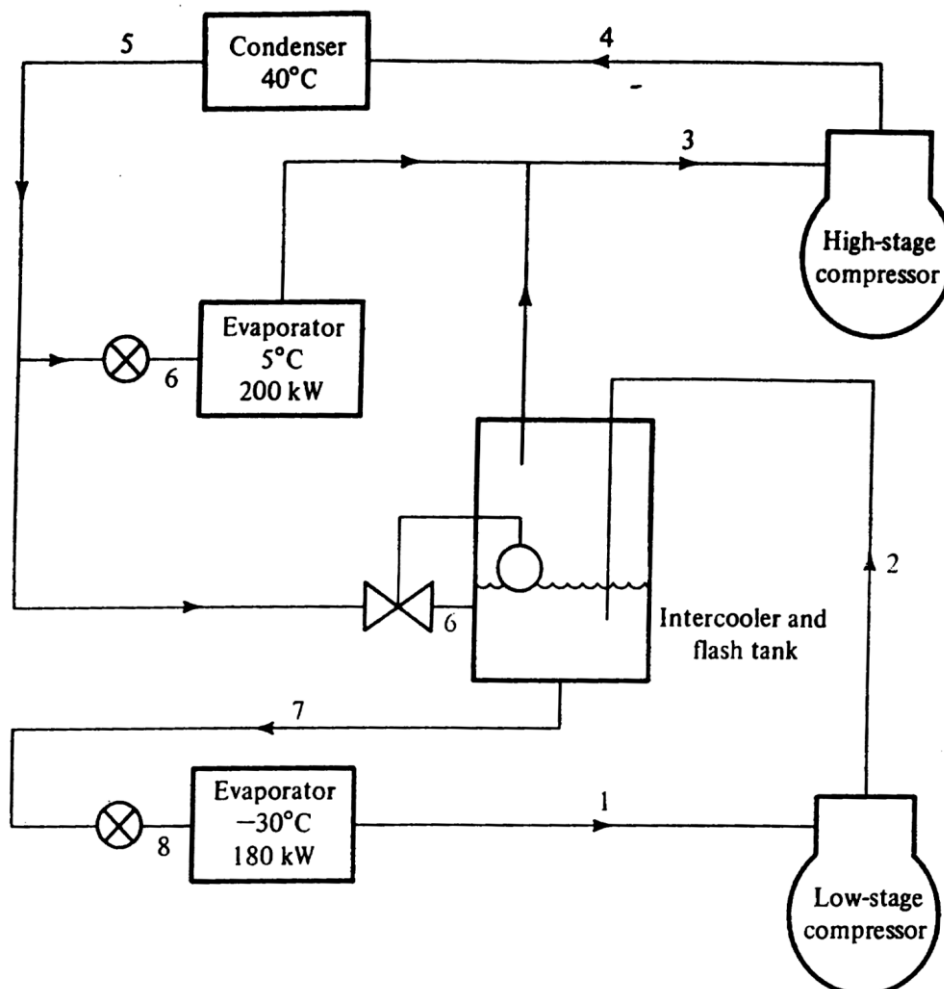 5
Condenser
40°C
4
3
High-stage
compressor
Evaporator
5°C
200 kW
6
2
6
Intercooler and
flash tank
7
Evaporator
−30°C
180 kW
8
1
Low-stage
compressor